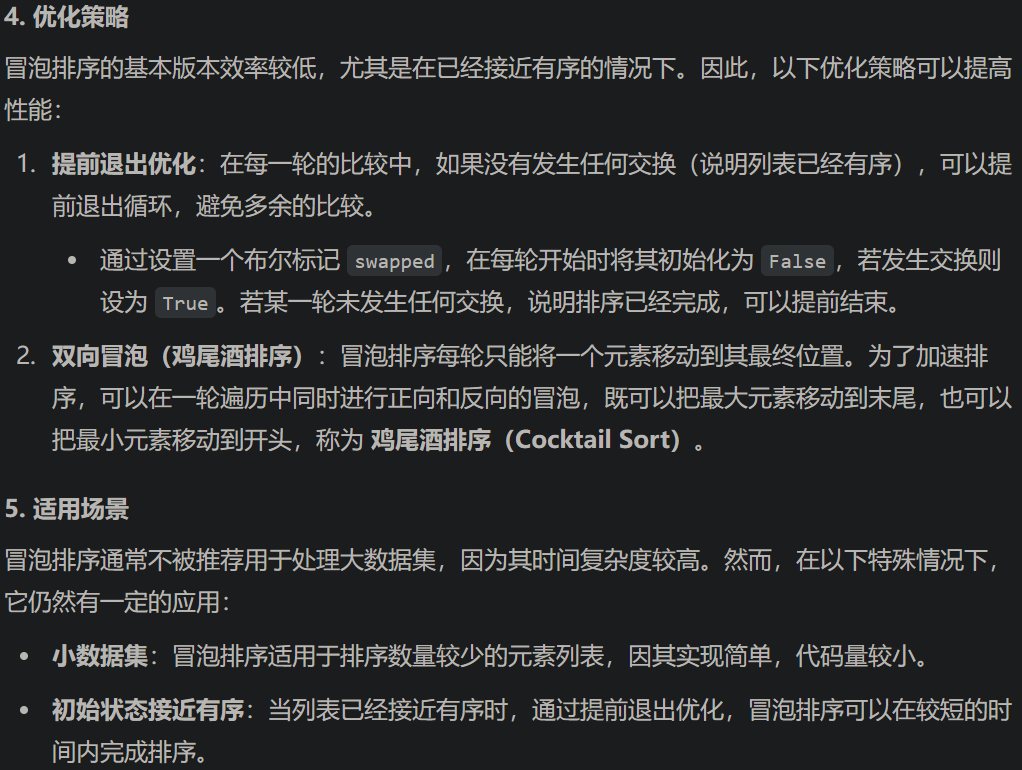 4. 优化策略
冒泡排序的基本版本效率较低，尤其是在已经接近有序的情况下。因此，以下优化策略可以提高
性能：
1. 提前退出优化：在每一轮的比较中，如果没有发生任何交换（说明列表已经有序），可以提
前退出循环，避免多余的比较。
• 通过设置一个布尔标记 swapped，在每轮开始时将其初始化为 False，若发生交换则
设为 True。若某一轮未发生任何交换，说明排序已经完成，可以提前结束。
2. 双向冒泡（鸡尾酒排序）：冒泡排序每轮只能将一个元素移动到其最终位置。为了加速排
序，可以在一轮遍历中同时进行正向和反向的冒泡，既可以把最大元素移动到末尾，也可以
把最小元素移动到开头，称为 鸡尾酒排序（Cocktail Sort）。
5. 适用场景
冒泡排序通常不被推荐用于处理大数据集，因为其时间复杂度较高。然而，在以下特殊情况下，
它仍然有一定的应用：
• 小数据集：冒泡排序适用于排序数量较少的元素列表，因其实现简单，代码量较小。
• 初始状态接近有序：当列表已经接近有序时，通过提前退出优化，冒泡排序可以在较短的时
间内完成排序。